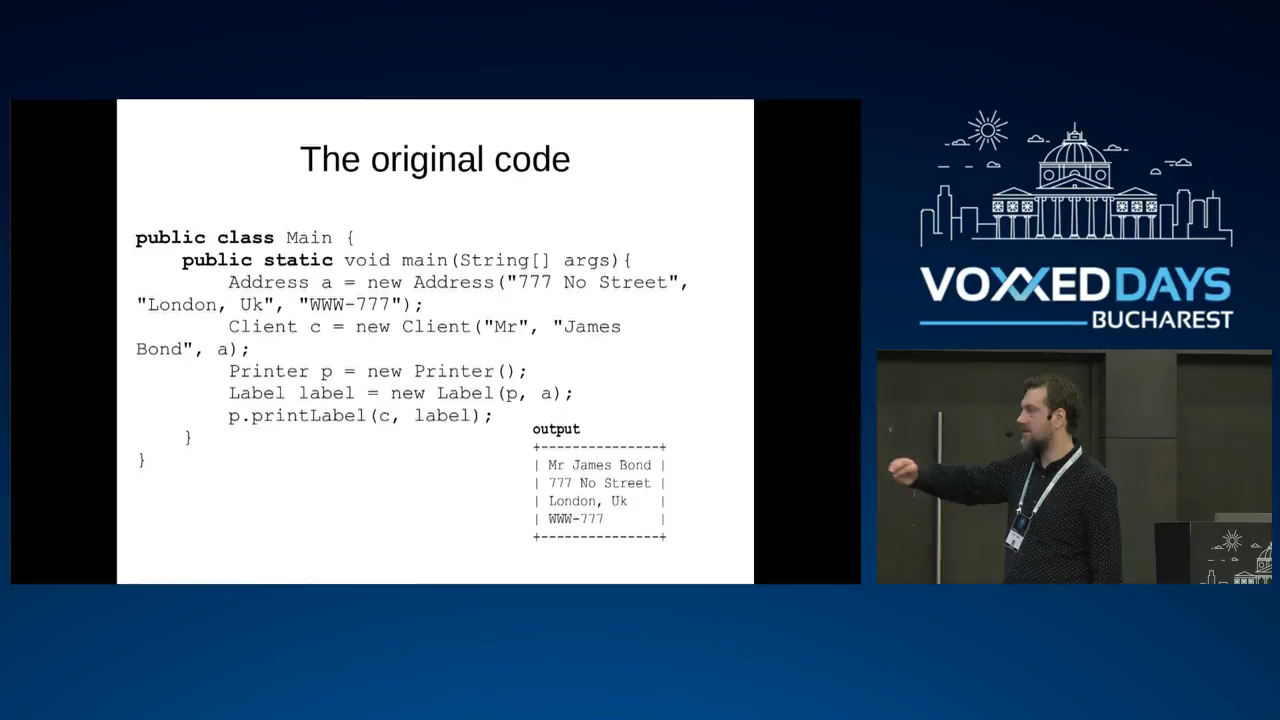 The original code
public class Main {
public static void main(String[] args){
Address a = new Address("777 No Street",
"London, Uk", "WWW-777");
Client c = new Client("Mr", "James
Bond", a);
Printer p = new Printer();
Label label = new Label(p, a);
p.printLabel(c, label);
}
}
output
+---------------+
| Mr James Bond |
| 777 No Street |
| London, Uk    |
| WWW-777       |
+---------------+
VOXXED DAYS
BUCHAREST